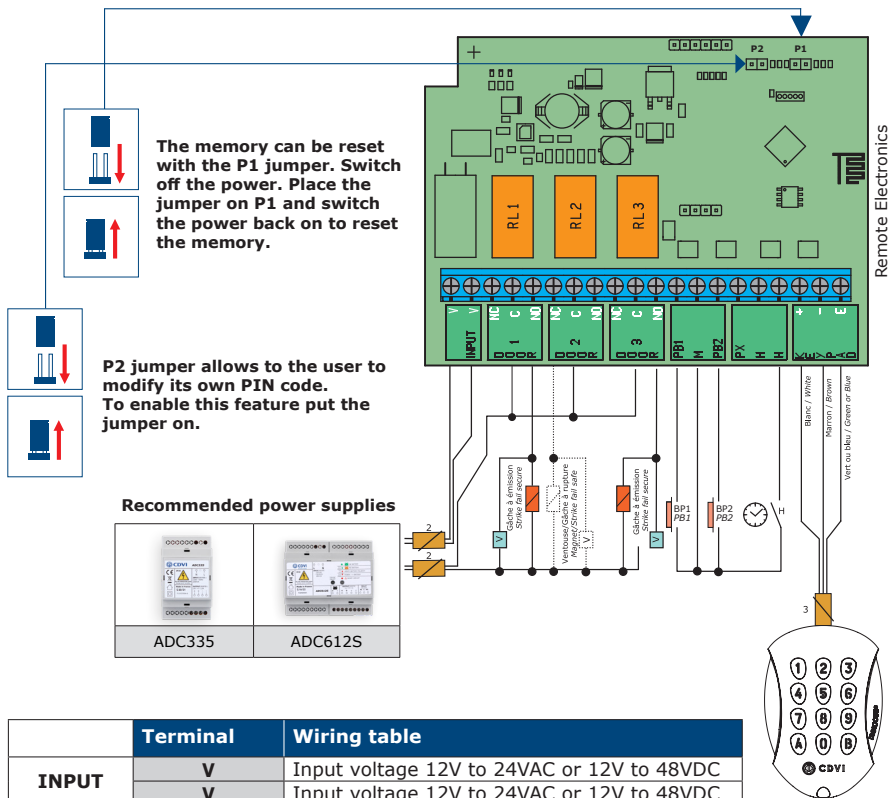 P2 P1
The memory can be reset
with the P1 jumper. Switch
off the power. Place the
jumper on P1 and switch
the power back on to reset
the memory.
RL1
RL2
RL3
Remote Electronics
V V NC C NO NC C NO NC C NO PB1 M PB2 PX H H + - E
INPUT
DOOR 1
DOOR 2
DOOR 3
KEYPAD
P2 jumper allows to the user to
modify its own PIN code.
To enable this feature put the
jumper on.
Blanc / White
Marron / Brown
Vert ou bleu / Green or Blue
Gâche à émission
Strike fail secure
V
Ventouse/Gâche à rupture
Magnet/Strike fail safe
V
Gâche à émission
Strike fail secure
V
BP1
PB1
BP2
PB2
H
2
2
3
Recommended power supplies
CDVI ADC335
CDVI
ADC335 ADC612S
1 2 3
4 5 6
7 8 9
A 0 B
CDVI
Terminal Wiring table
INPUT
V Input voltage 12V to 24VAC or 12V to 48VDC
V Input voltage 12V to 24VAC or 12V to 48VDC